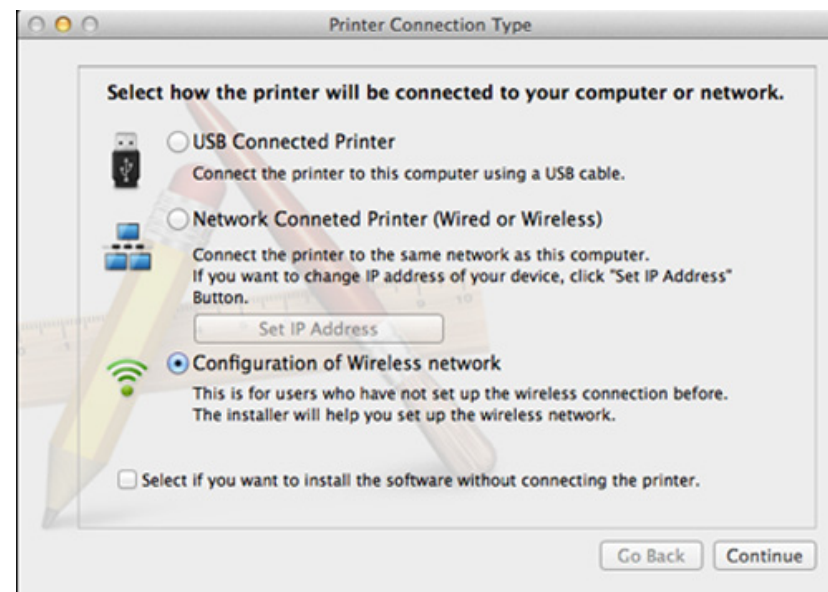 Printer Connection Type
Select how the printer will be connected to your computer or network.
USB Connected Printer
Connect the printer to this computer using a USB cable.
Network Conneted Printer (Wired or Wireless)
Connect the printer to the same network as this computer.
If you want to change IP address of your device, click "Set IP Address"
Button.
Set IP Address
Configuration of Wireless network
This is for users who have not set up the wireless connection before.
The installer will help you set up the wireless network.
Select if you want to install the software without connecting the printer.
Go Back Continue